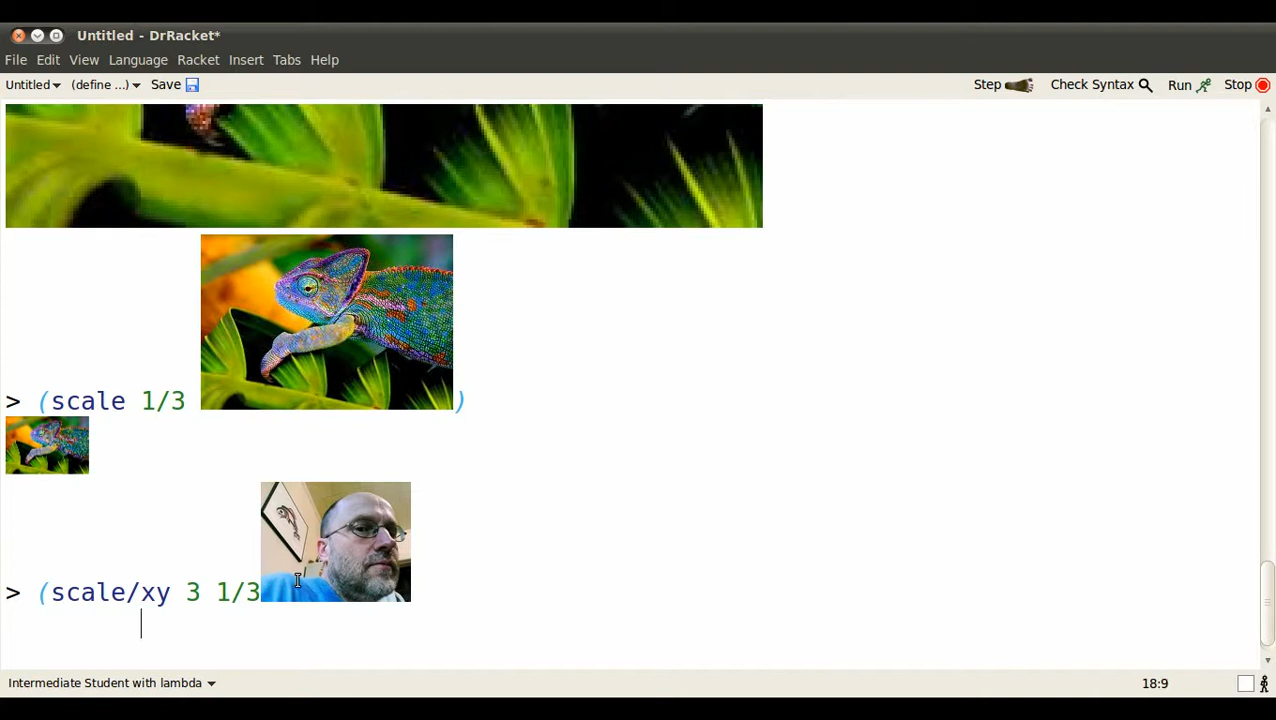 Untitled - DrRacket*
File Edit View Language Racket Insert Tabs Help
Untitled (define ...) Save Step Check Syntax Run Stop
> (scale 1/3 )
> (scale/xy 3 1/3
Intermediate Student with lambda 18:9